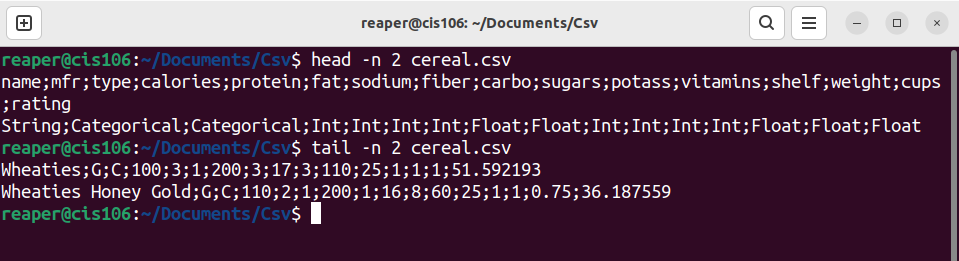 reaper@cis106: ~/Documents/Csv
reaper@cis106:~/Documents/Csv$ head -n 2 cereal.csv
name;mfr;type;calories;protein;fat;sodium;fiber;carbo;sugars;potass;vitamins;shelf;weight;cups
;rating
String;Categorical;Categorical;Int;Int;Int;Int;Float;Float;Int;Int;Int;Int;Float;Float;Float
reaper@cis106:~/Documents/Csv$ tail -n 2 cereal.csv
Wheaties;G;C;100;3;1;200;3;17;3;110;25;1;1;1;51.592193
Wheaties Honey Gold;G;C;110;2;1;200;1;16;8;60;25;1;1;0.75;36.187559
reaper@cis106:~/Documents/Csv$